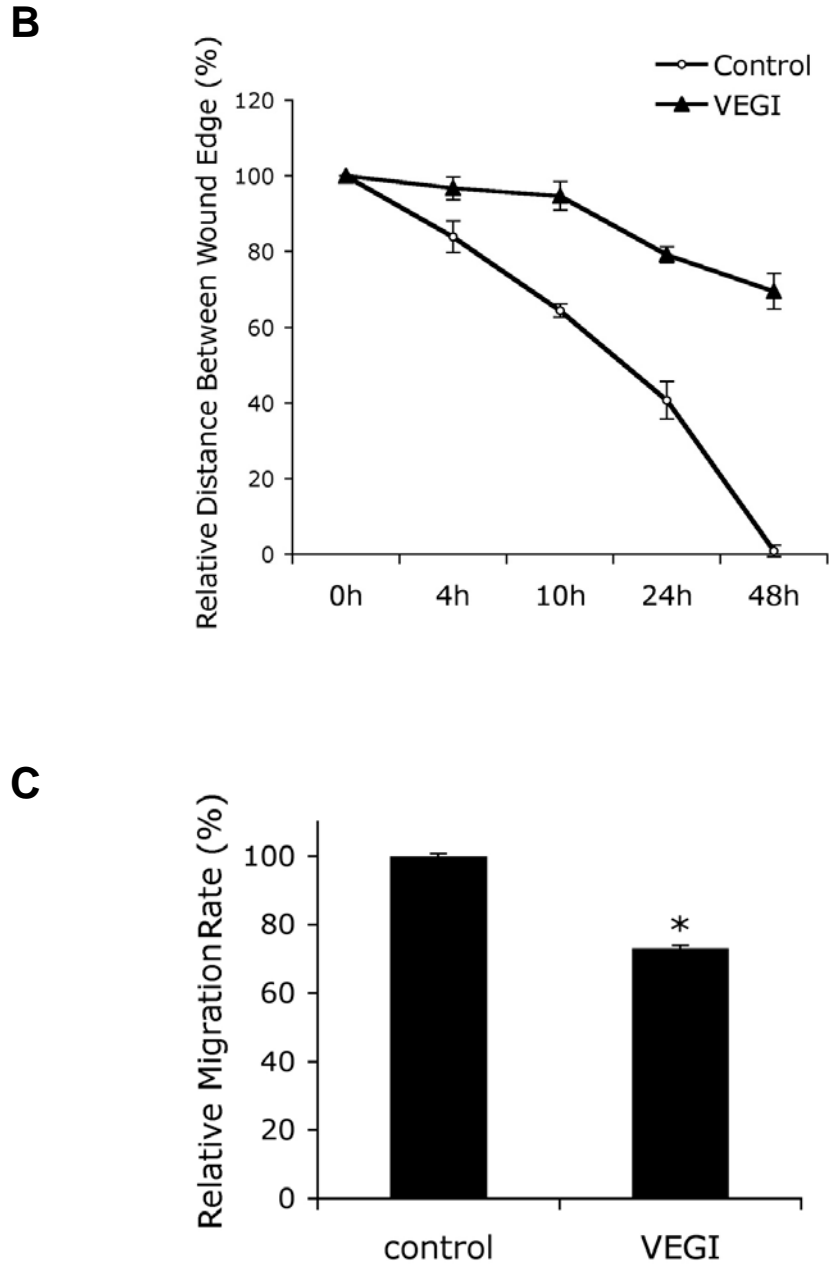 B
Relative Distance Between Wound Edge (%)
Control
VEGI
120
100
80
60
40
20
0
0h 4h 10h 24h 48h
C
Relative Migration Rate (%)
100
80
60
40
20
0
*
control VEGI